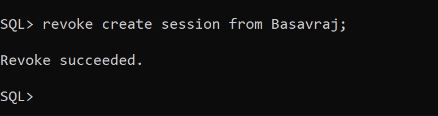 SQL> revoke create session from Basavraj;
Revoke succeeded.
SQL>